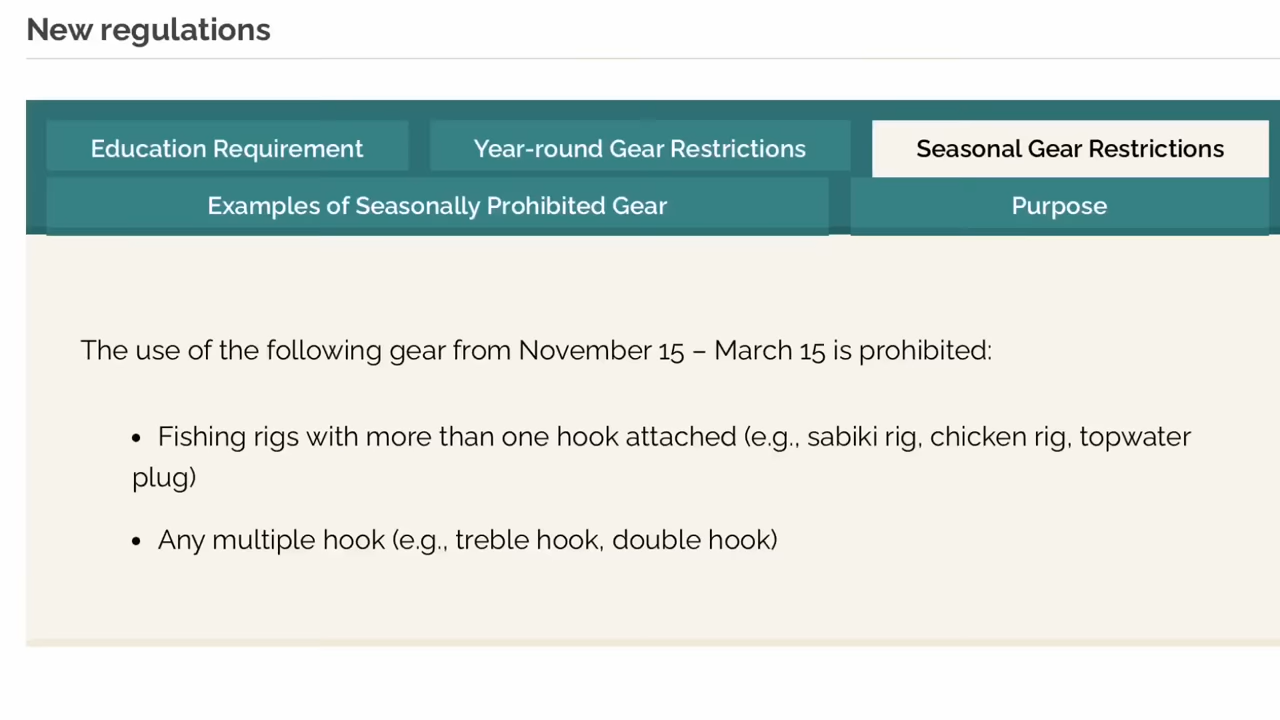 New regulations
Education Requirement
Year-round Gear Restrictions
Seasonal Gear Restrictions
Examples of Seasonally Prohibited Gear
Purpose
The use of the following gear from November 15 – March 15 is prohibited:
• Fishing rigs with more than one hook attached (e.g., sabiki rig, chicken rig, topwater
plug)
• Any multiple hook (e.g., treble hook, double hook)